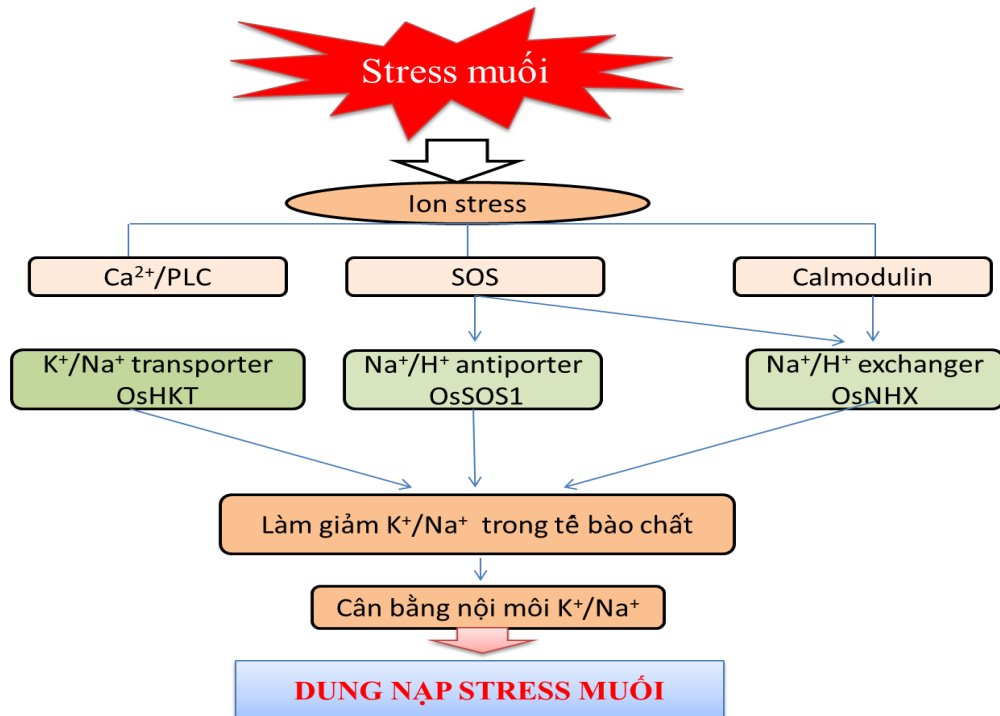 Stress muối
Ion stress
Ca²⁺/PLC
SOS
Calmodulin
K⁺/Na⁺ transporter
OsHKT
Na⁺/H⁺ antiporter
OsSOS1
Na⁺/H⁺ exchanger
OsNHX
Làm giảm K⁺/Na⁺ trong tế bào chất
Cân bằng nội môi K⁺/Na⁺
DUNG NẠP STRESS MUỐI